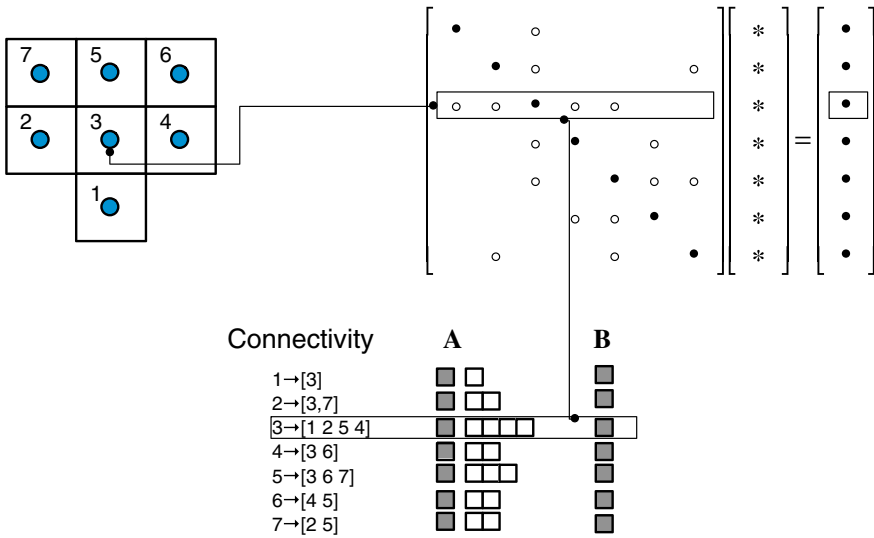 7 5 6
2 3 4
1
* 
*
*
* =
*
*
*
Connectivity A B
1→[3]
2→[3,7]
3→[1 2 5 4]
4→[3 6]
5→[3 6 7]
6→[4 5]
7→[2 5]